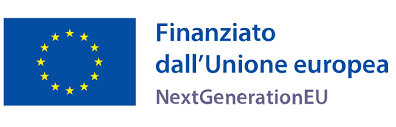 Finanziato
dall’Unione europea
NextGenerationEU